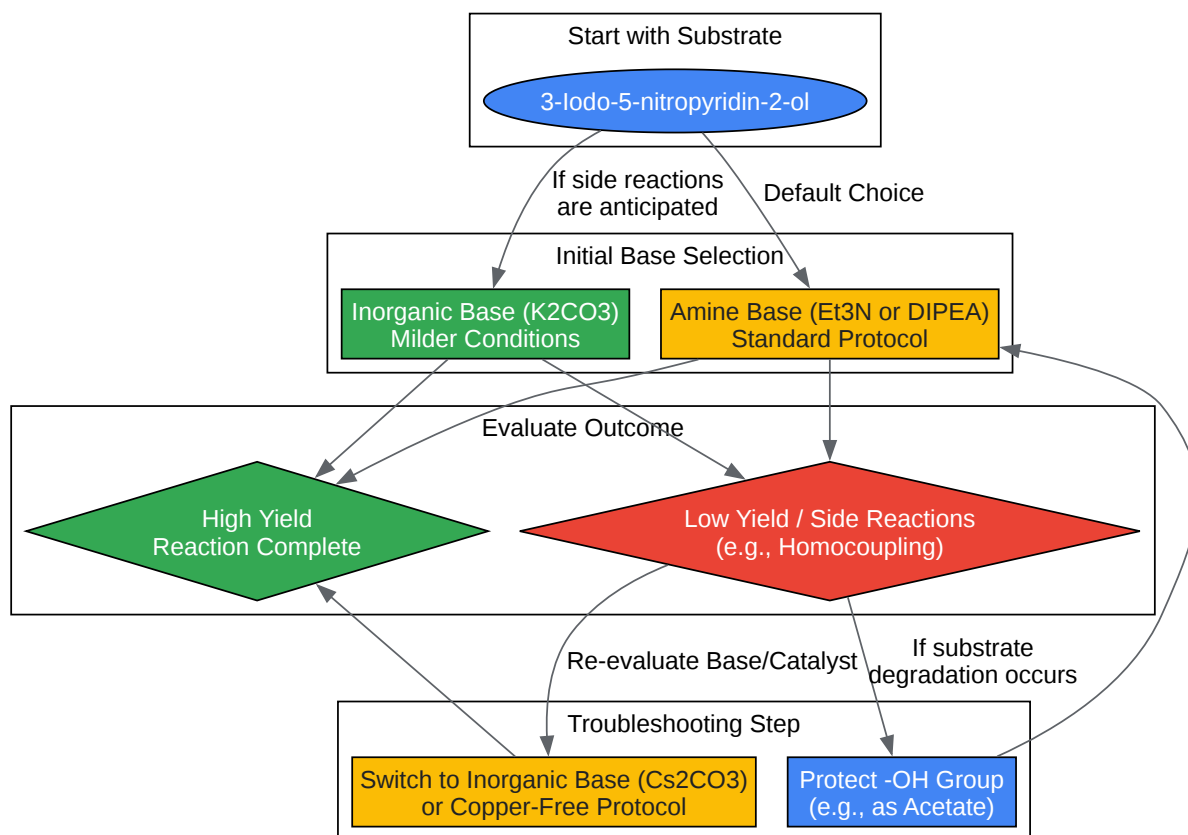 Start with Substrate
3-Iodo-5-nitropyridin-2-ol
If side reactions
are anticipated
Default Choice
Initial Base Selection
Inorganic Base (K2CO3)
Milder Conditions
Amine Base (Et3N or DIPEA)
Standard Protocol
Evaluate Outcome
High Yield
Reaction Complete
Low Yield / Side Reactions
(e.g., Homocoupling)
Re-evaluate Base/Catalyst
If substrate
degradation occurs
Troubleshooting Step
Switch to Inorganic Base (Cs2CO3)
or Copper-Free Protocol
Protect -OH Group
(e.g., as Acetate)